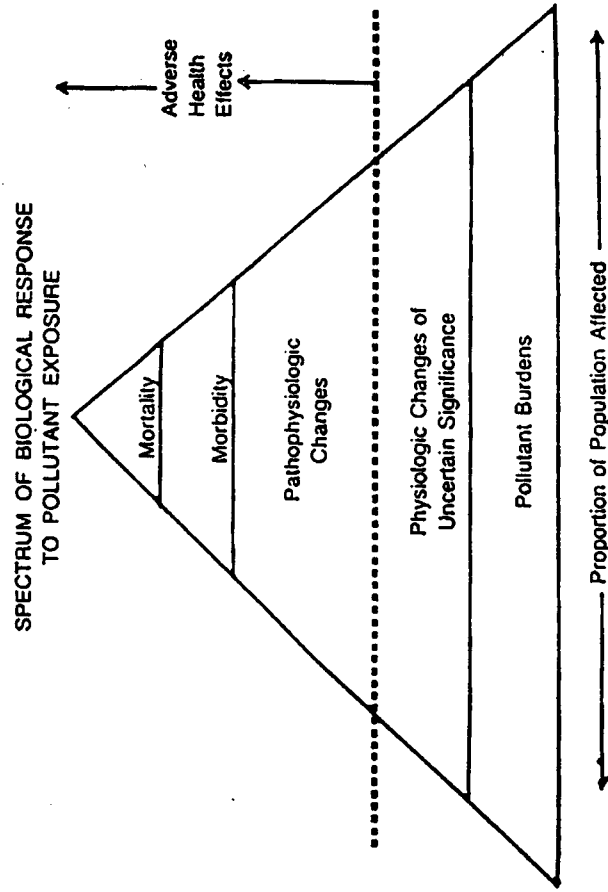 SPECTRUM OF BIOLOGICAL RESPONSE
TO POLLUTANT EXPOSURE
Adverse
Health
Effects
Mortality
Morbidity
Pathophysiologic
Changes
Physiologic Changes of
Uncertain Significance
Pollutant Burdens
Proportion of Population Affected